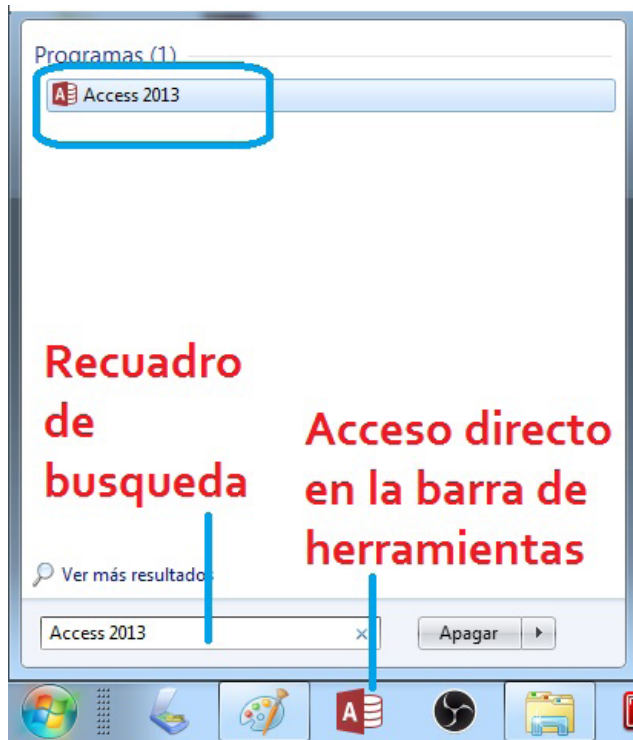 Programas (1)
Access 2013
Recuadro
de
busqueda
Acceso directo
en la barra de
herramientas
Ver más resultados
Access 2013
Apagar